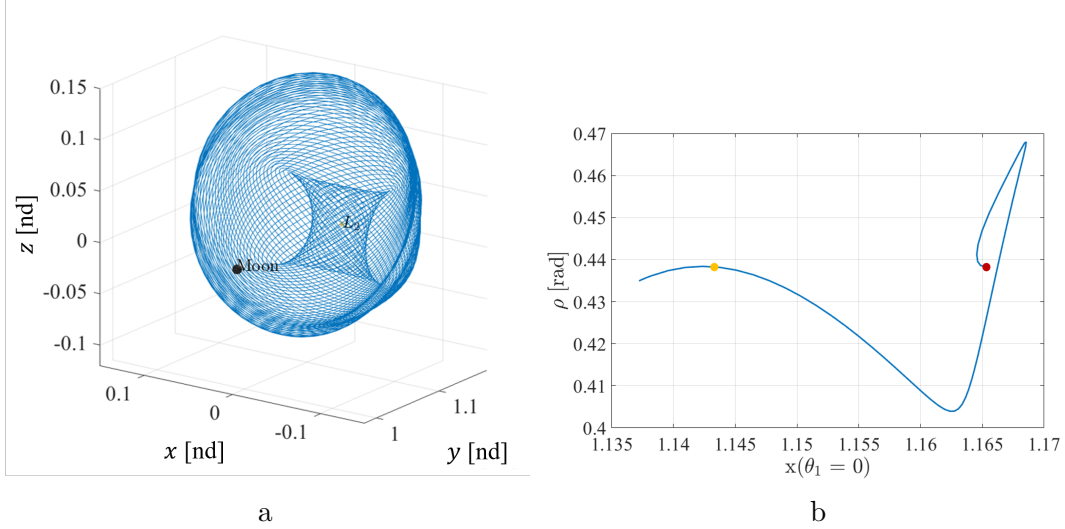 0.15
0.1
0.05
0
-0.05
-0.1
z [nd]
L₂
Moon
0.1
0
-0.1
x [nd]
1
1.1
y [nd]
a
0.47
0.46
0.45
0.44
0.43
0.42
0.41
0.4
ρ [rad]
1.135 1.14 1.145 1.15 1.155 1.16 1.165 1.17
x(θ₁ = 0)
b